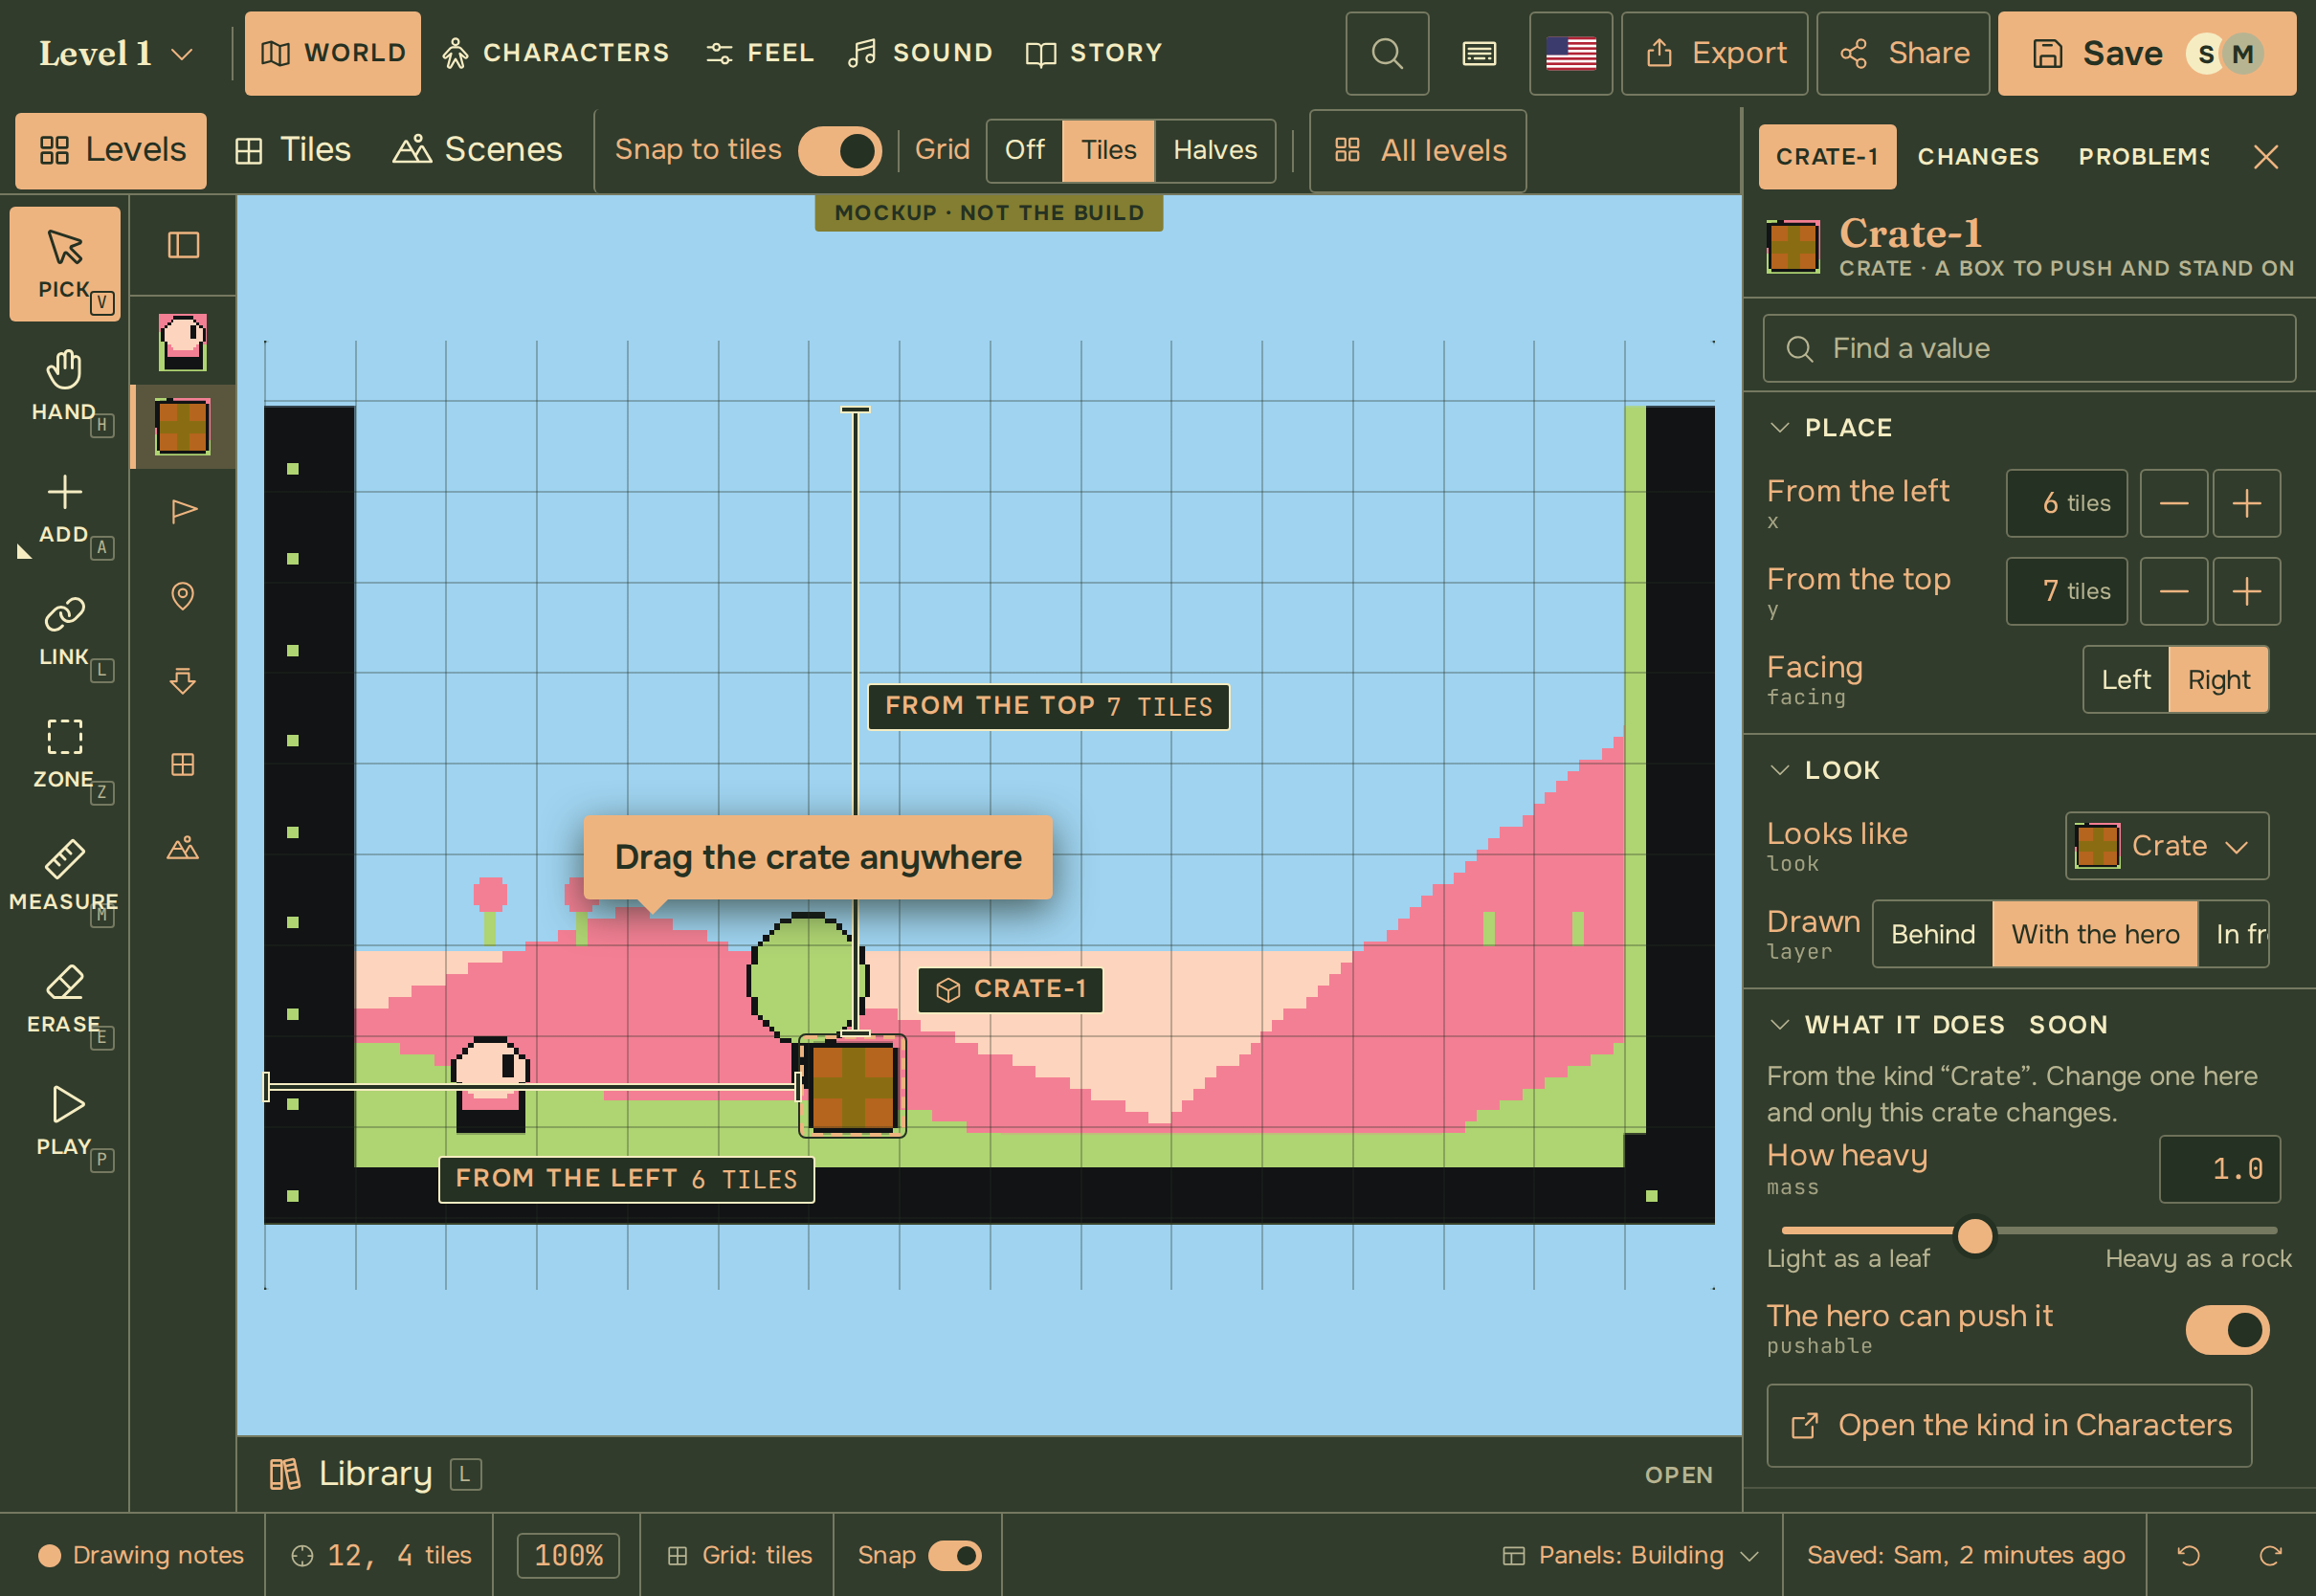 Level 1
WORLD
CHARACTERS
FEEL
SOUND
STORY
Export
Share
Save
S
M
Levels
Tiles
Scenes
Snap to tiles
Grid
Off
Tiles
Halves
All levels
CRATE-1
CHANGES
PROBLEMS
MOCKUP · NOT THE BUILD
Crate-1
CRATE · A BOX TO PUSH AND STAND ON
Find a value
PICK
V
HAND
H
ADD
A
LINK
L
ZONE
Z
MEASURE
M
ERASE
E
PLAY
P
FROM THE TOP 7 TILES
Drag the crate anywhere
CRATE-1
FROM THE LEFT 6 TILES
PLACE
From the left
x
6 tiles
From the top
y
7 tiles
Facing
facing
Left
Right
LOOK
Looks like
look
Crate
Drawn
layer
Behind
With the hero
In fr
WHAT IT DOES SOON
From the kind “Crate”. Change one here
and only this crate changes.
How heavy
mass
1.0
Light as a leaf
Heavy as a rock
The hero can push it
pushable
Open the kind in Characters
Library
L
OPEN
Drawing notes
12, 4 tiles
100%
Grid: tiles
Snap
Panels: Building
Saved: Sam, 2 minutes ago